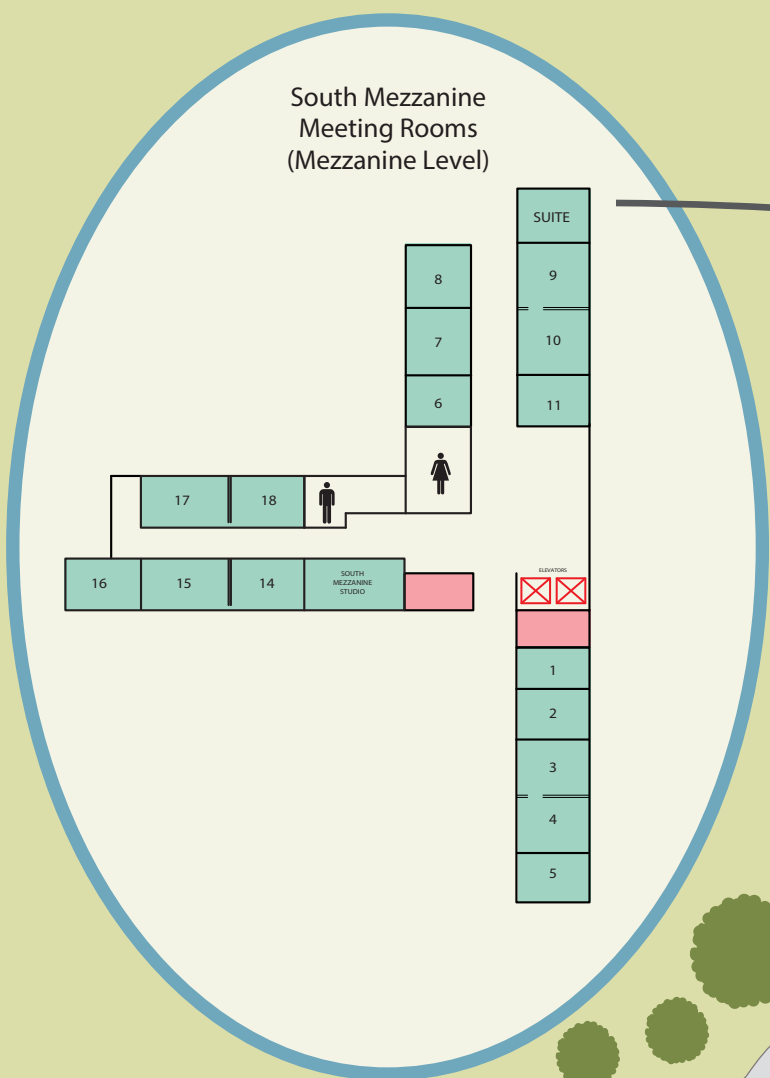 South Mezzanine
Meeting Rooms
(Mezzanine Level)
SUITE
8
9
7
10
6
11
17
18
16
15
14
SOUTH
MEZZANINE
STUDIO
ELEVATORS
1
2
3
4
5